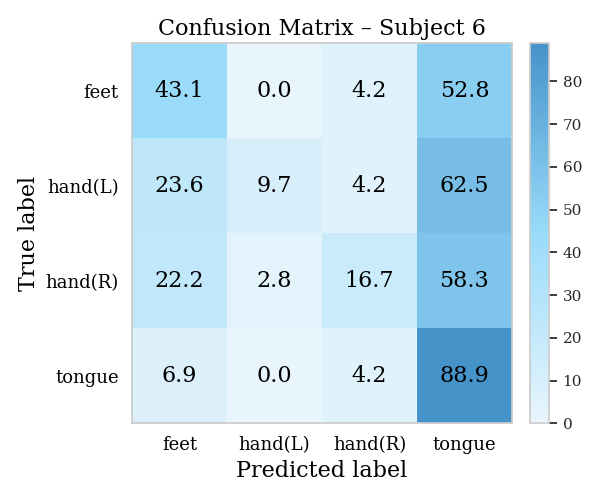 Confusion Matrix – Subject 6
True label
feet 43.1 0.0 4.2 52.8
hand(L) 23.6 9.7 4.2 62.5
hand(R) 22.2 2.8 16.7 58.3
tongue 6.9 0.0 4.2 88.9
feet hand(L) hand(R) tongue
Predicted label
80
70
60
50
40
30
20
10
0